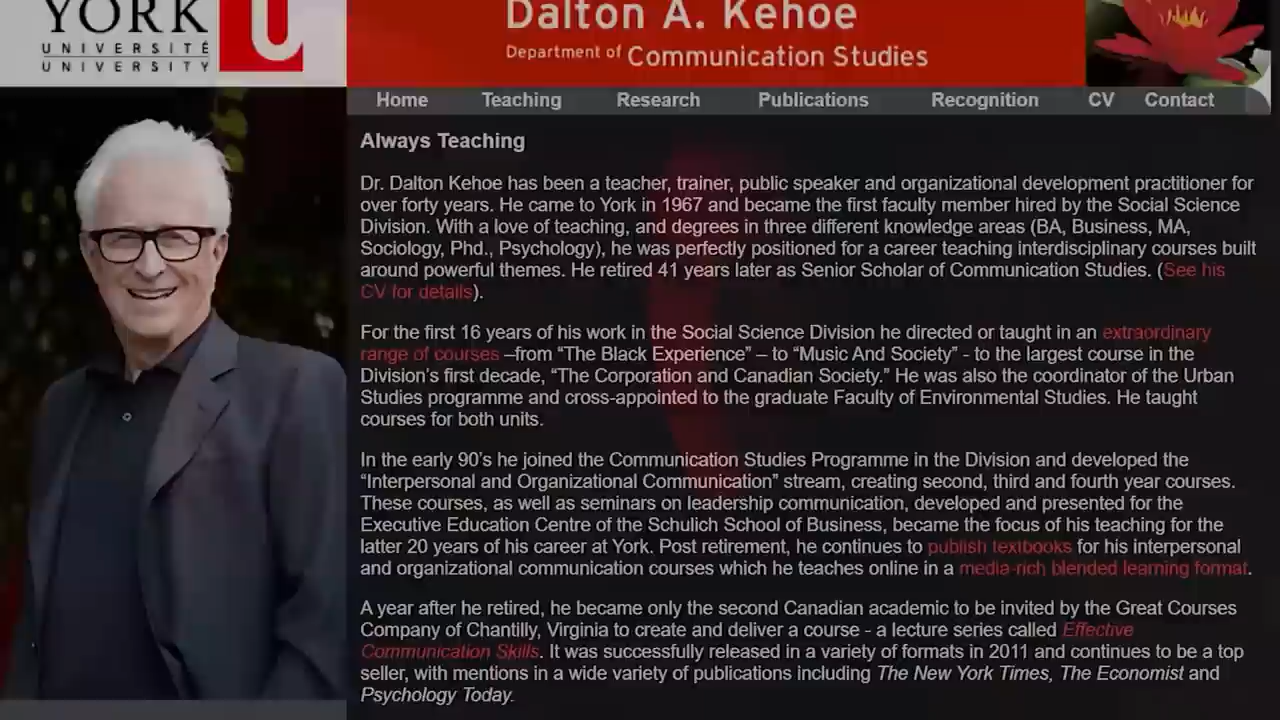 YORK
UNIVERSITÉ
UNIVERSITY
U
Dalton A. Kehoe
Department of Communication Studies
Home Teaching Research Publications Recognition CV Contact
Always Teaching
Dr. Dalton Kehoe has been a teacher, trainer, public speaker and organizational development practitioner for
over forty years. He came to York in 1967 and became the first faculty member hired by the Social Science
Division. With a love of teaching, and degrees in three different knowledge areas (BA, Business, MA,
Sociology, Phd., Psychology), he was perfectly positioned for a career teaching interdisciplinary courses built
around powerful themes. He retired 41 years later as Senior Scholar of Communication Studies. (See his
CV for details).
For the first 16 years of his work in the Social Science Division he directed or taught in an extraordinary
range of courses –from “The Black Experience” – to “Music And Society” - to the largest course in the
Division’s first decade, “The Corporation and Canadian Society.” He was also the coordinator of the Urban
Studies programme and cross-appointed to the graduate Faculty of Environmental Studies. He taught
courses for both units.
In the early 90’s he joined the Communication Studies Programme in the Division and developed the
“Interpersonal and Organizational Communication” stream, creating second, third and fourth year courses.
These courses, as well as seminars on leadership communication, developed and presented for the
Executive Education Centre of the Schulich School of Business, became the focus of his teaching for the
latter 20 years of his career at York. Post retirement, he continues to publish textbooks for his interpersonal
and organizational communication courses which he teaches online in a media-rich blended learning format.
A year after he retired, he became only the second Canadian academic to be invited by the Great Courses
Company of Chantilly, Virginia to create and deliver a course - a lecture series called Effective
Communication Skills. It was successfully released in a variety of formats in 2011 and continues to be a top
seller, with mentions in a wide variety of publications including The New York Times, The Economist and
Psychology Today.